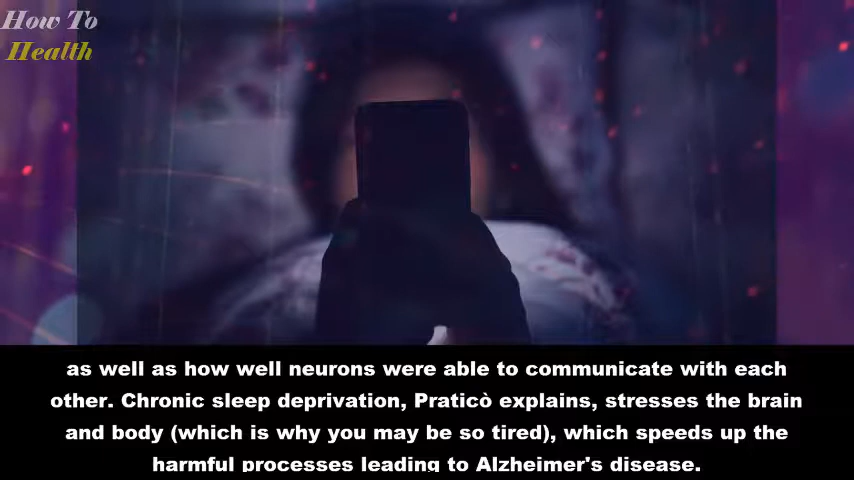 How To
Health
as well as how well neurons were able to communicate with each
other. Chronic sleep deprivation, Praticò explains, stresses the brain
and body (which is why you may be so tired), which speeds up the
harmful processes leading to Alzheimer's disease.